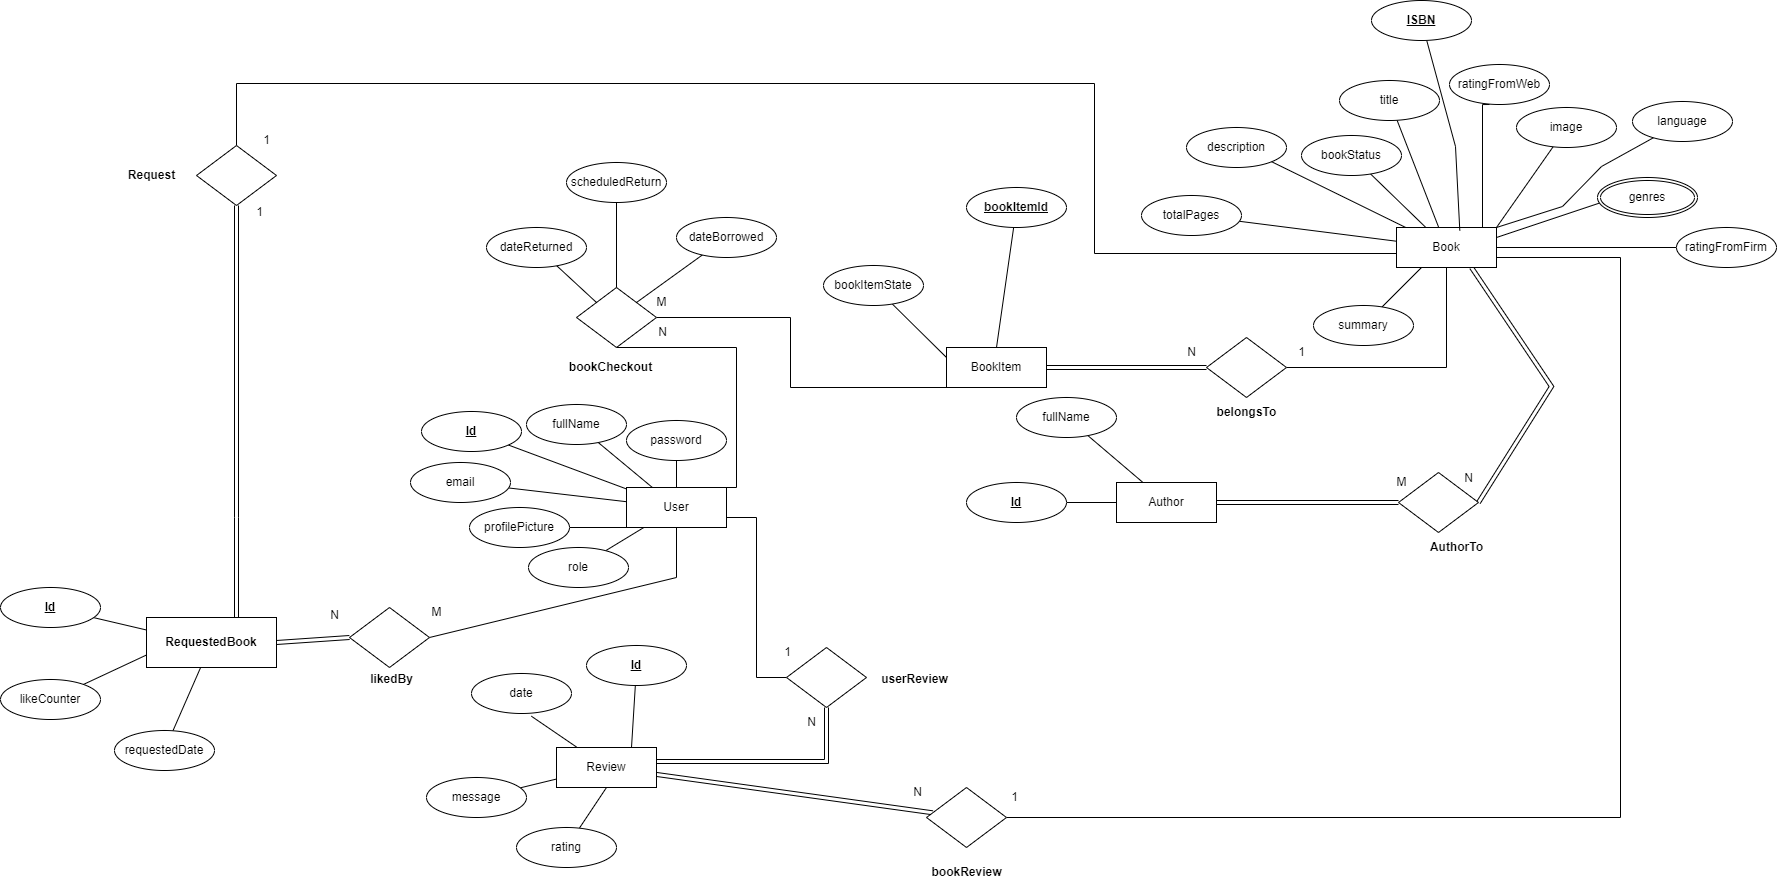 ISBN
ratingFromWeb
title
image
language
1
description
bookStatus
Request
scheduledReturn
genres
bookItemId
1
totalPages
dateReturned
dateBorrowed
Book
ratingFromFirm
bookItemState
M
N
summary
N
1
bookCheckout
BookItem
belongsTo
fullName
Id
fullName
password
email
M
N
User
Id
Author
profilePicture
AuthorTo
role
Id
N
M
RequestedBook
likedBy
1
userReview
Id
date
likeCounter
N
requestedDate
Review
message
N
1
rating
bookReview